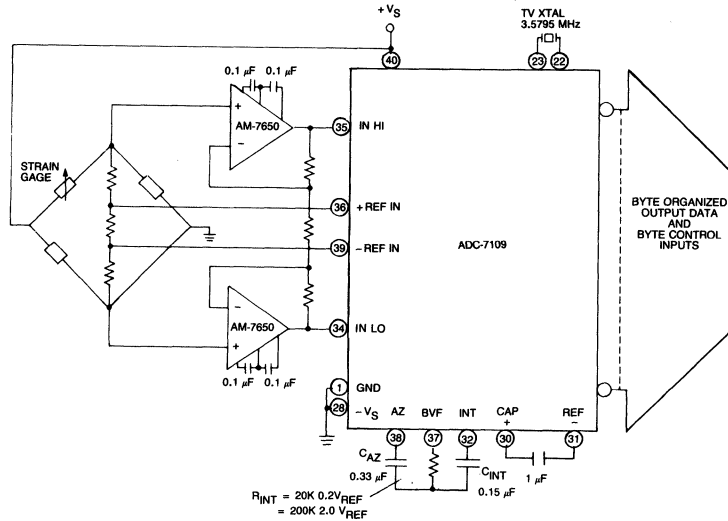 +VS
TV XTAL
3.5795 MHz
40
23
22
0.1 μF
0.1 μF
+
AM-7650
−
35
IN HI
STRAIN
GAGE
36
+ REF IN
39
− REF IN
ADC-7109
BYTE ORGANIZED
OUTPUT DATA
AND
BYTE CONTROL
INPUTS
−
AM-7650
+
34
IN LO
0.1 μF
0.1 μF
1
GND
28
− VS
AZ
BVF
INT
CAP
+
REF
−
38
37
32
30
31
CAZ
0.33 μF
CINT
0.15 μF
1 μF
RINT = 20K 0.2VREF
= 200K 2.0 VREF